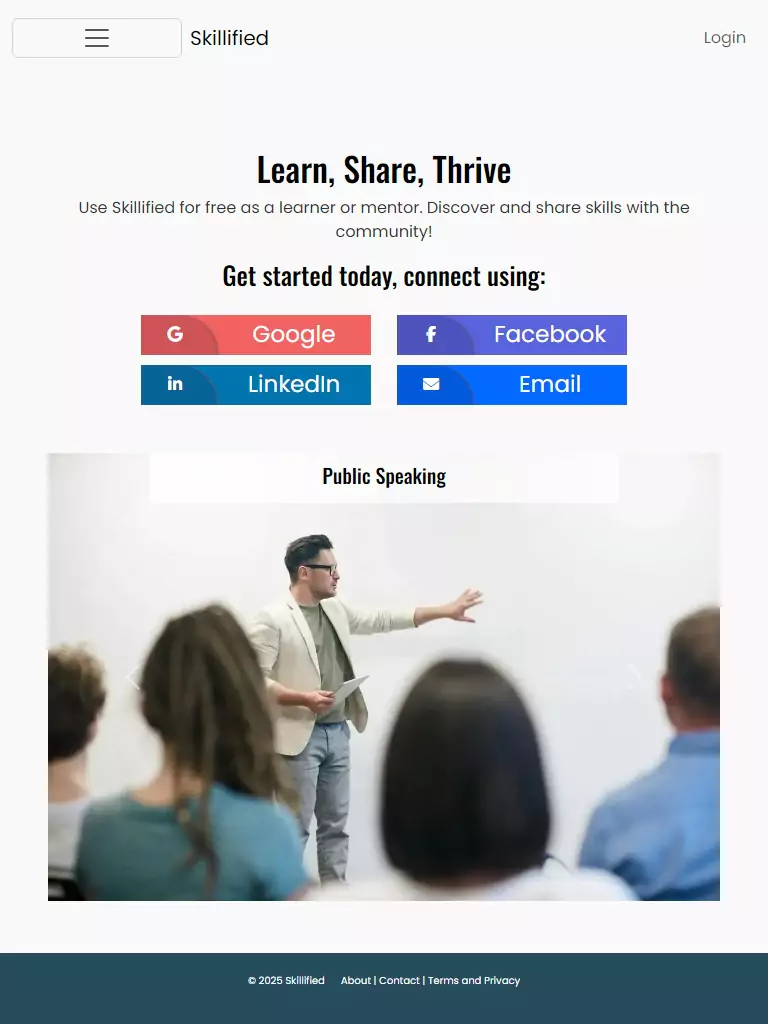 Skillified
Login
Learn, Share, Thrive
Use Skillified for free as a learner or mentor. Discover and share skills with the
community!
Get started today, connect using:
Google
Facebook
LinkedIn
Email
Public Speaking
© 2025 Skillified About | Contact | Terms and Privacy